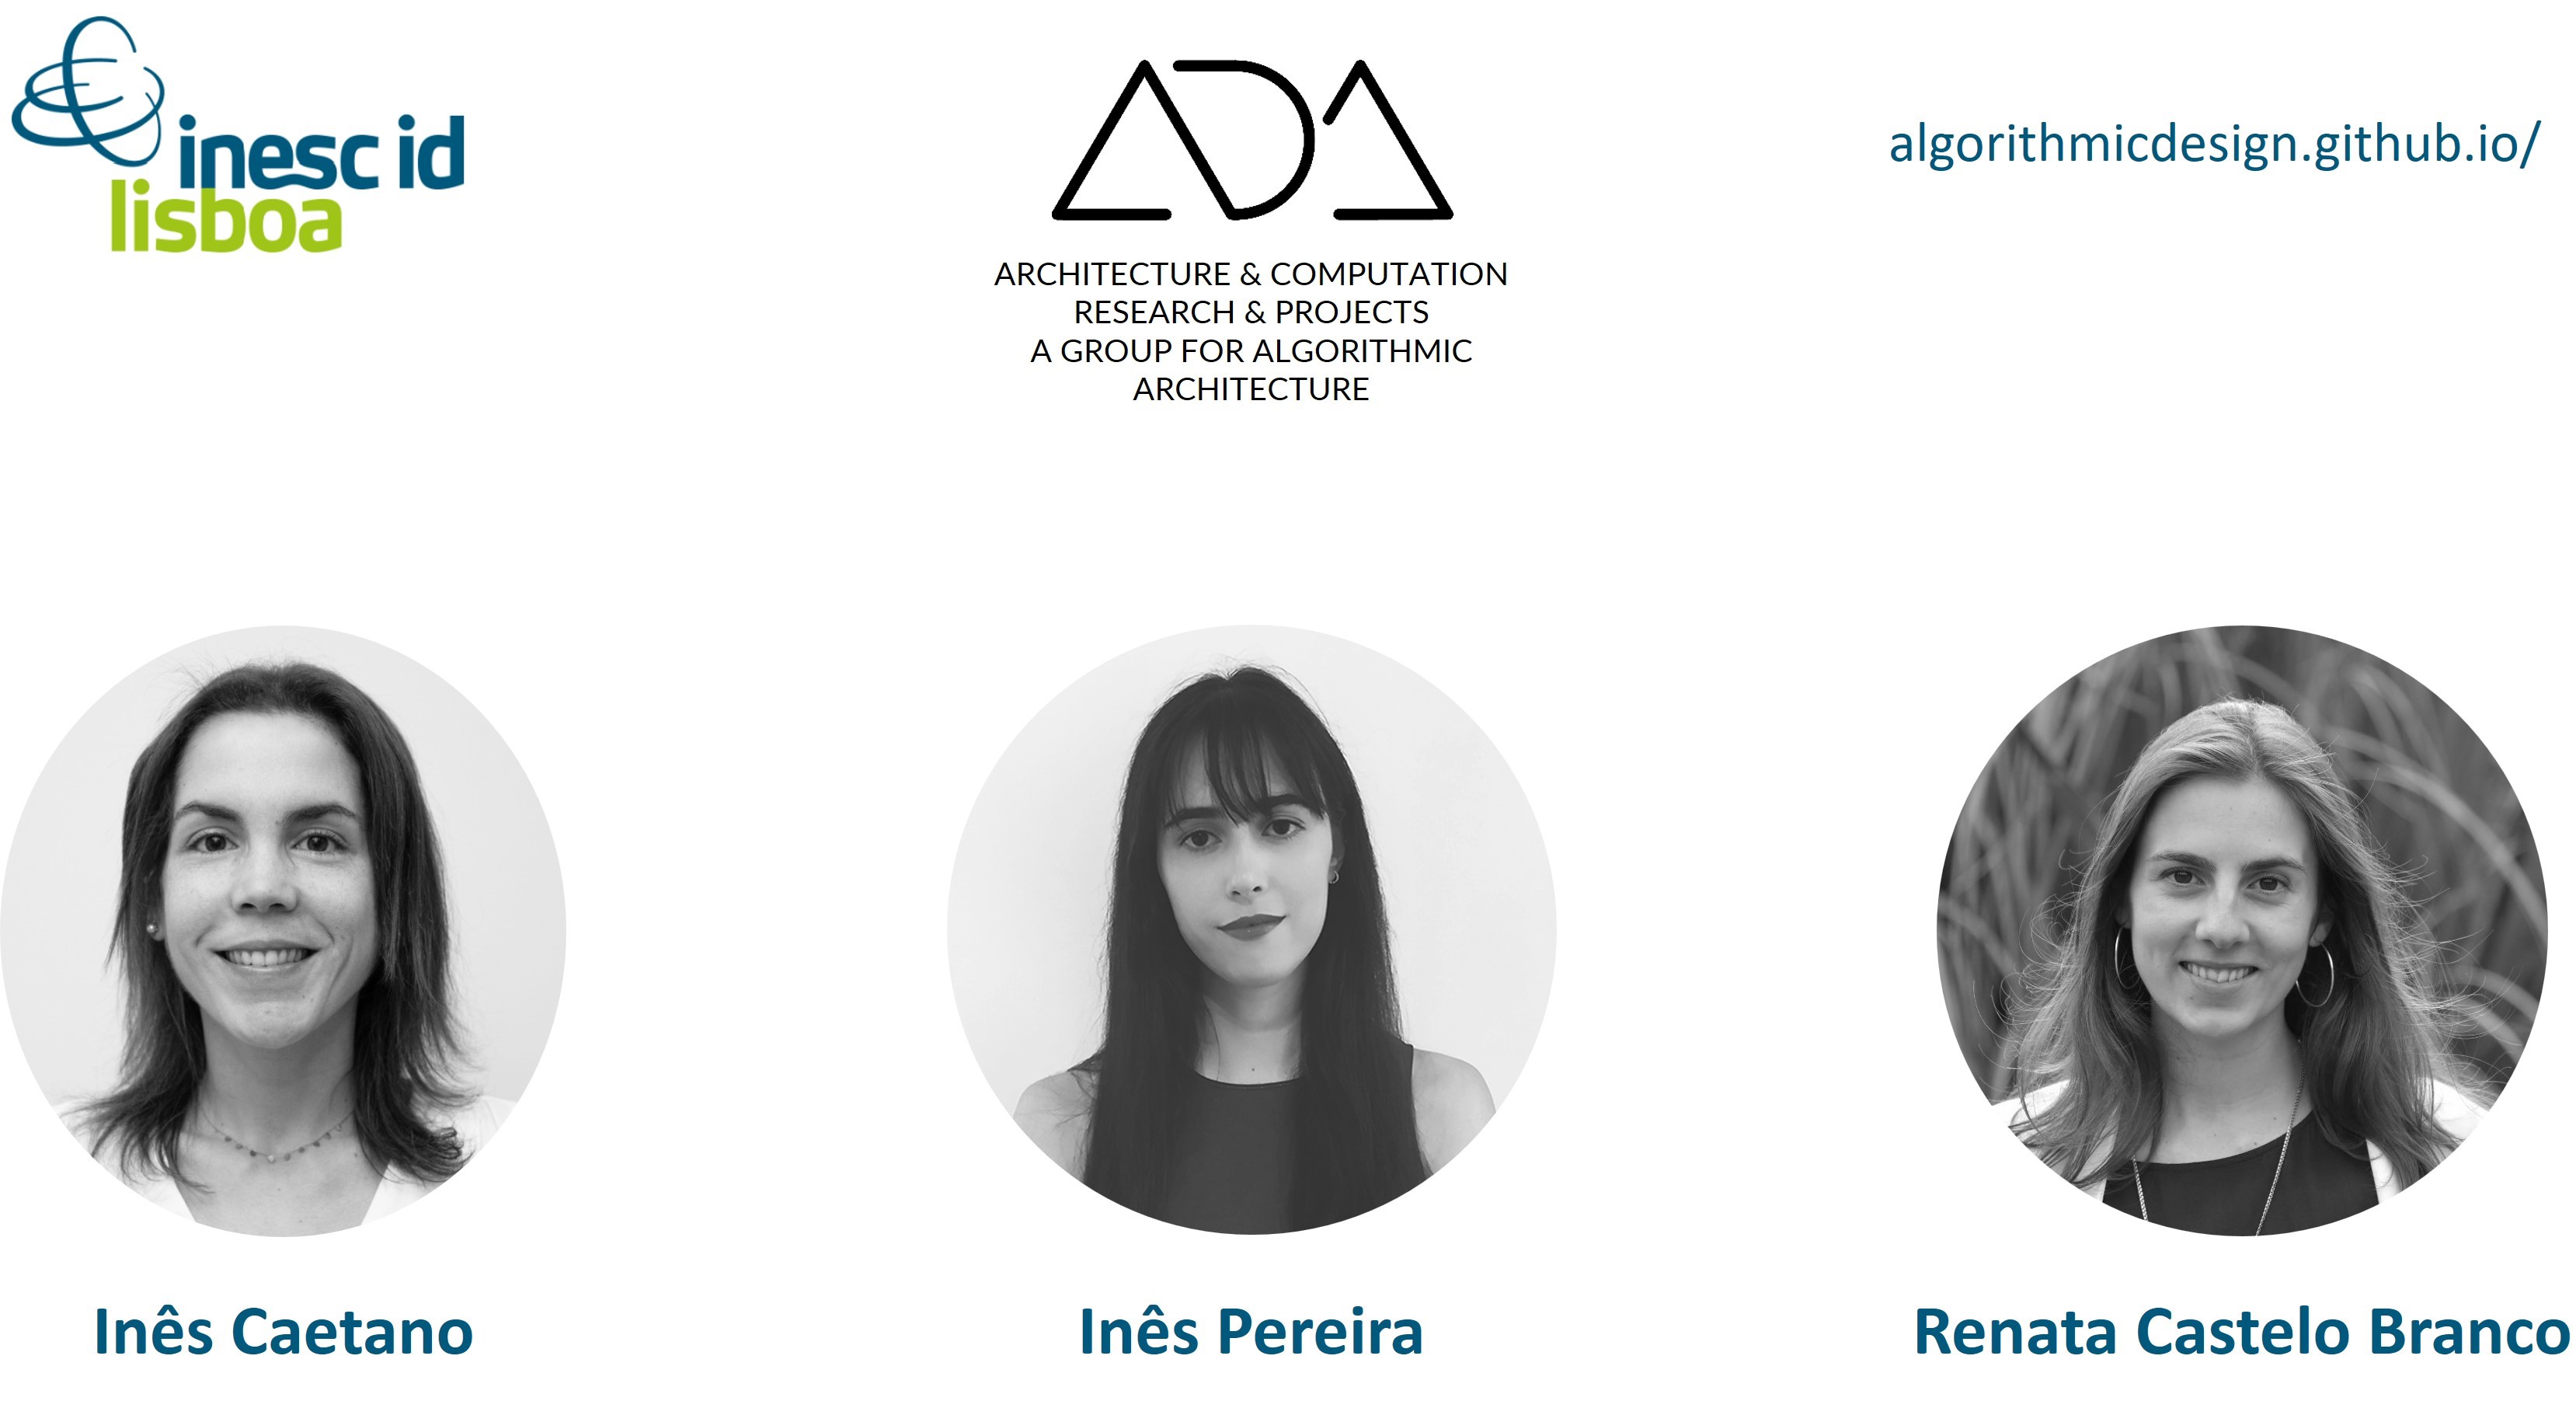 inesc id
lisboa
ADA
algorithmicdesign.github.io/
ARCHITECTURE & COMPUTATION
RESEARCH & PROJECTS
A GROUP FOR ALGORITHMIC
ARCHITECTURE
Inês Caetano
Inês Pereira
Renata Castelo Branco